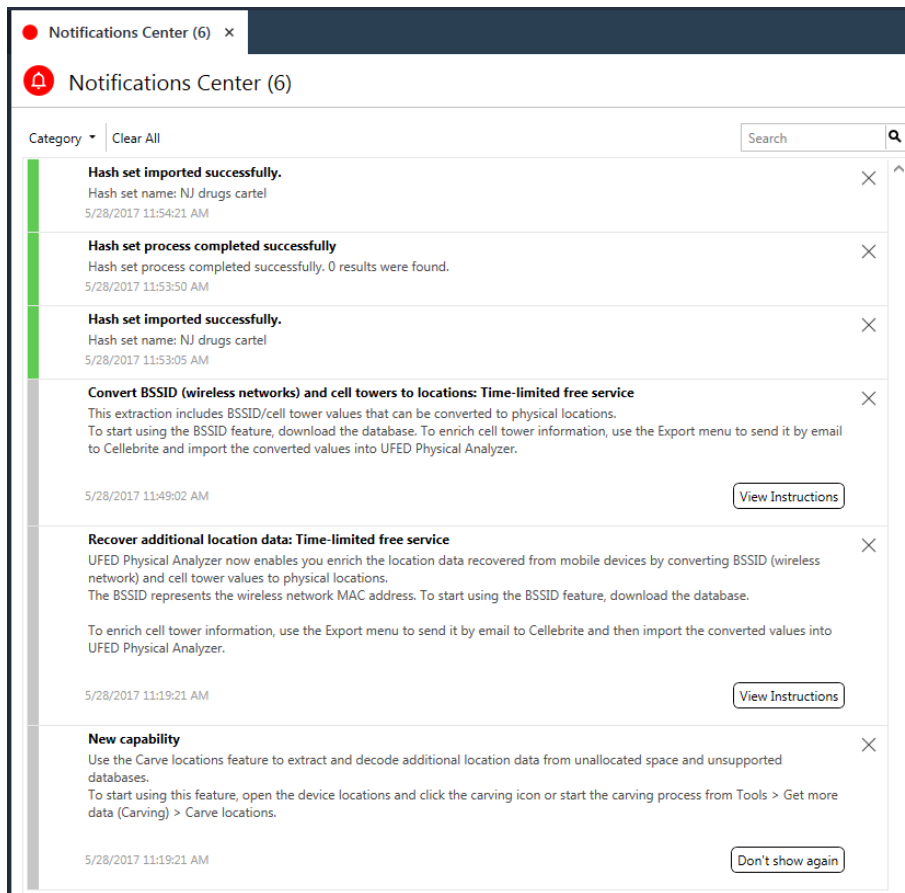 Notifications Center (6) ×
Notifications Center (6)
Category Clear All Search
Hash set imported successfully.
Hash set name: NJ drugs cartel
5/28/2017 11:54:21 AM
Hash set process completed successfully
Hash set process completed successfully. 0 results were found.
5/28/2017 11:53:50 AM
Hash set imported successfully.
Hash set name: NJ drugs cartel
5/28/2017 11:53:05 AM
Convert BSSID (wireless networks) and cell towers to locations: Time-limited free service
This extraction includes BSSID/cell tower values that can be converted to physical locations.
To start using the BSSID feature, download the database. To enrich cell tower information, use the Export menu to send it by email
to Cellebrite and import the converted values into UFED Physical Analyzer.
5/28/2017 11:49:02 AM View Instructions
Recover additional location data: Time-limited free service
UFED Physical Analyzer now enables you enrich the location data recovered from mobile devices by converting BSSID (wireless
network) and cell tower values to physical locations.
The BSSID represents the wireless network MAC address. To start using the BSSID feature, download the database.
To enrich cell tower information, use the Export menu to send it by email to Cellebrite and then import the converted values into
UFED Physical Analyzer.
5/28/2017 11:19:21 AM View Instructions
New capability
Use the Carve locations feature to extract and decode additional location data from unallocated space and unsupported
databases.
To start using this feature, open the device locations and click the carving icon or start the carving process from Tools > Get more
data (Carving) > Carve locations.
5/28/2017 11:19:21 AM Don't show again